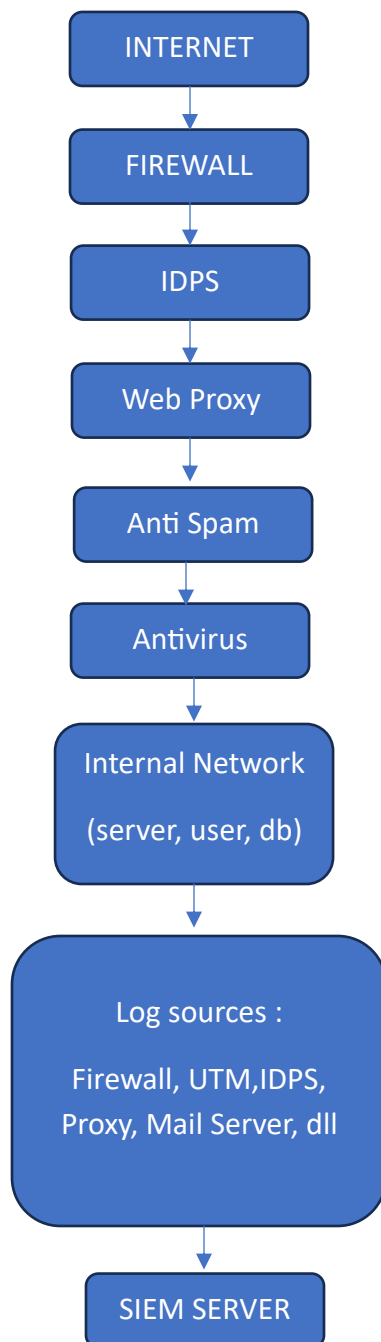 INTERNET
FIREWALL
IDPS
Web Proxy
Anti Spam
Antivirus
Internal Network
(server, user, db)
Log sources :
Firewall, UTM,IDPS,
Proxy, Mail Server, dll
SIEM SERVER